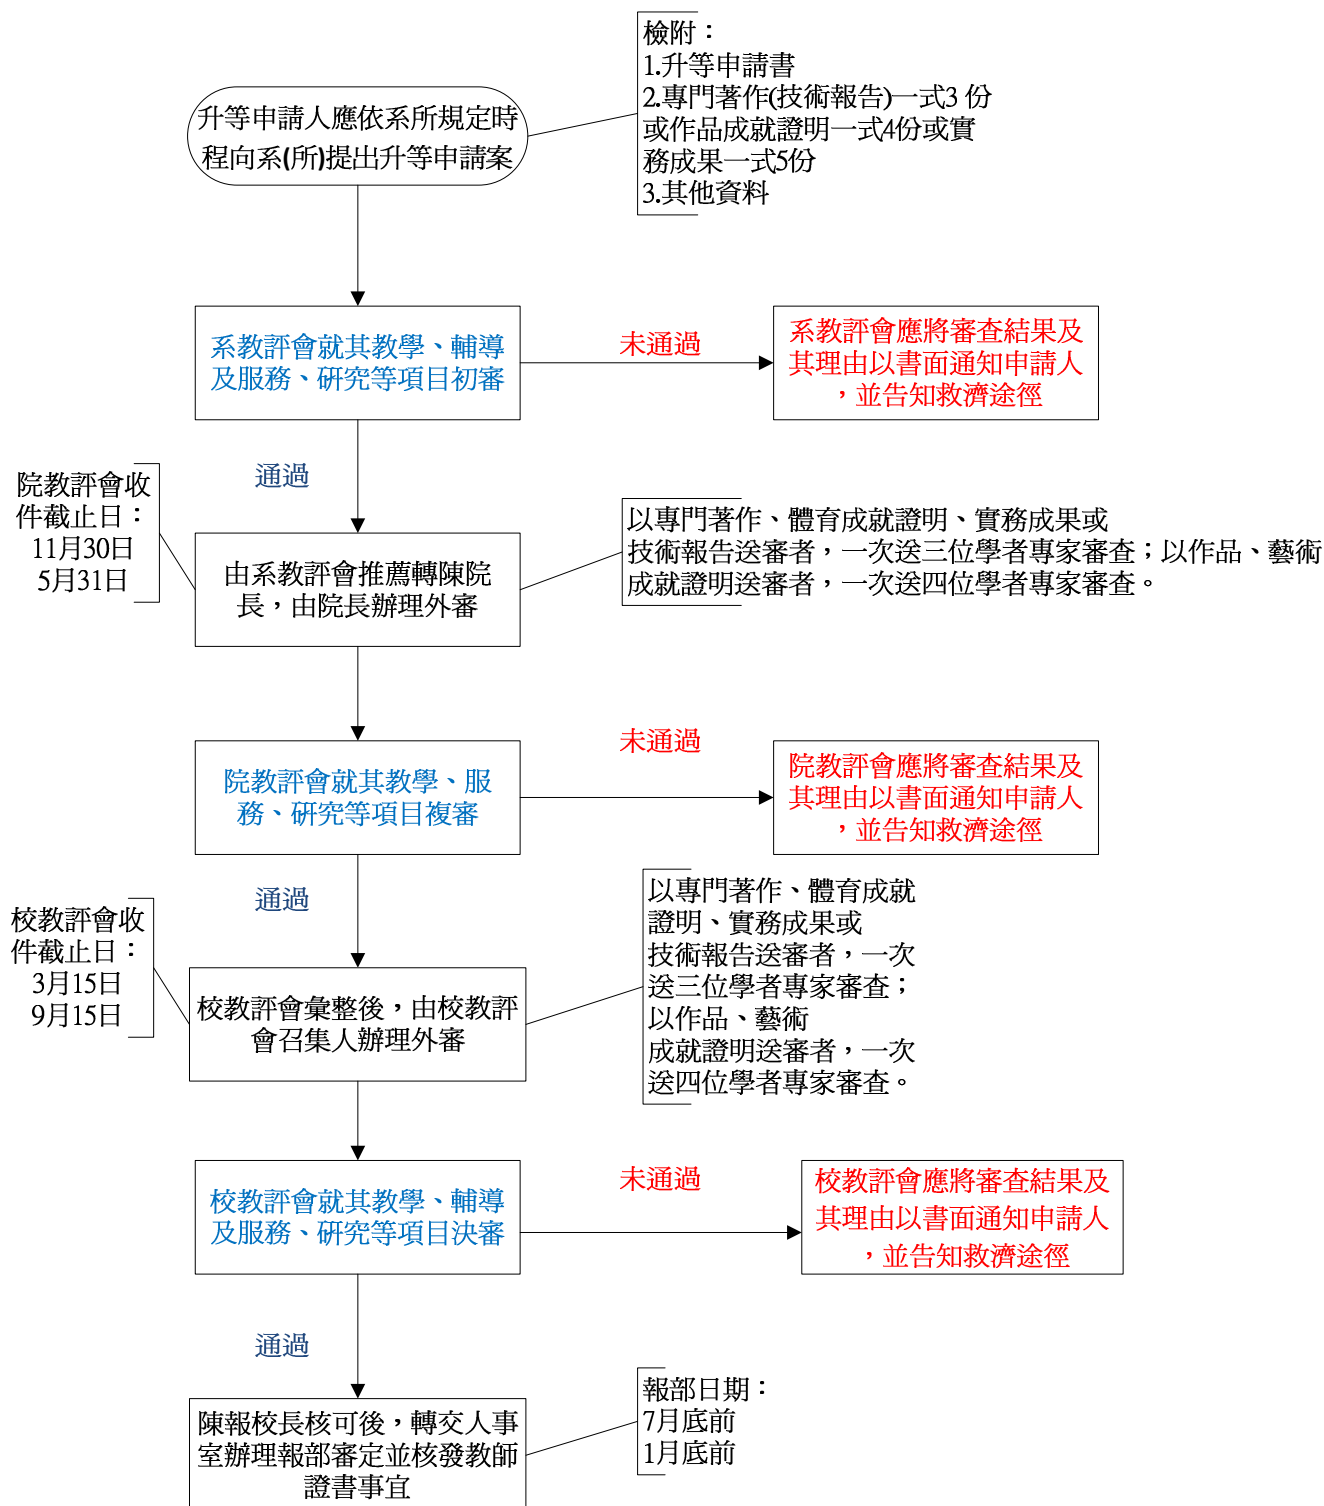 檢附：
1.升等申請書
2.專門著作(技術報告)一式3 份
或作品成就證明一式4份或實
務成果一式5份
3.其他資料
升等申請人應依系所規定時
程向系(所)提出升等申請案
系教評會就其教學、輔導
及服務、研究等項目初審
未通過
系教評會應將審查結果及
其理由以書面通知申請人
，並告知救濟途徑
通過
院教評會收
件截止日：
11月30日
5月31日
由系教評會推薦轉陳院
長，由院長辦理外審
以專門著作、體育成就證明、實務成果或
技術報告送審者，一次送三位學者專家審查；以作品、藝術
成就證明送審者，一次送四位學者專家審查。
院教評會就其教學、服
務、研究等項目複審
未通過
院教評會應將審查結果及
其理由以書面通知申請人
，並告知救濟途徑
通過
校教評會收
件截止日：
3月15日
9月15日
校教評會彙整後，由校教評
會召集人辦理外審
以專門著作、體育成就
證明、實務成果或
技術報告送審者，一次
送三位學者專家審查；
以作品、藝術
成就證明送審者，一次
送四位學者專家審查。
校教評會就其教學、輔導
及服務、研究等項目決審
未通過
校教評會應將審查結果及
其理由以書面通知申請人
，並告知救濟途徑
通過
陳報校長核可後，轉交人事
室辦理報部審定並核發教師
證書事宜
報部日期：
7月底前
1月底前